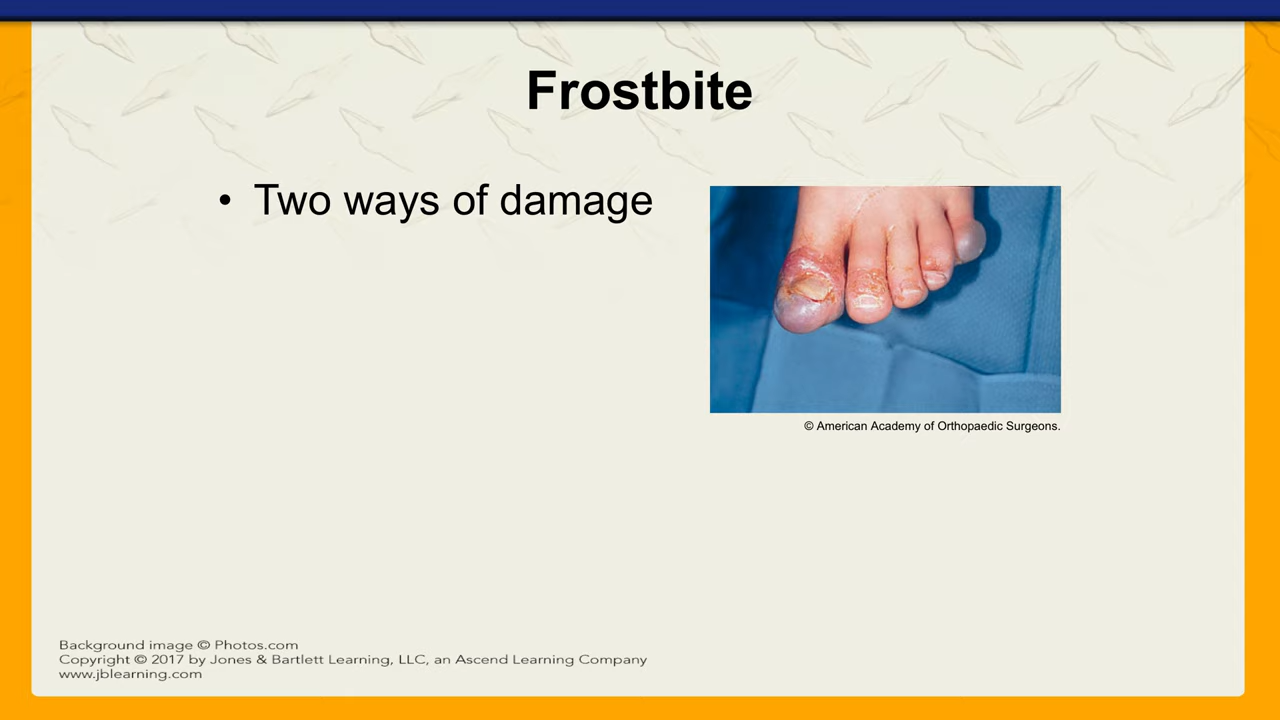 Frostbite
• Two ways of damage
© American Academy of Orthopaedic Surgeons.
Background image © Photos.com
Copyright © 2017 by Jones & Bartlett Learning, LLC, an Ascend Learning Company
www.jblearning.com